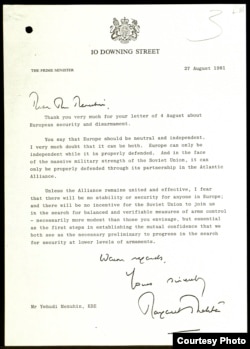 3
10 DOWNING STREET
THE PRIME MINISTER
27 August 1981
Dear Mr. Menuhin,
Thank you very much for your letter of 4 August about
European security and disarmament.
You say that Europe should be neutral and independent.
I very much doubt that it can be both. Europe can only be
independent while it is properly defended. And in the face
of the massive military strength of the Soviet Union, it can
only be properly defended through its partnership in the Atlantic
Alliance.
Unless the Alliance remains united and effective, I fear
that there will be no stability or security for anyone in Europe; and
there will be no incentive for the Soviet Union to join us
in the search for balanced and verifiable measures of arms control
- necessarily more modest than those you envisage, but essential
as the first steps in establishing the mutual confidence that we
both see as the necessary preliminary to progress in the search
for security at lower levels of armaments.
Warm regards,
Yours sincerely
Margaret Thatcher
Mr Yehudi Menuhin, KBE
Courtesy Photo